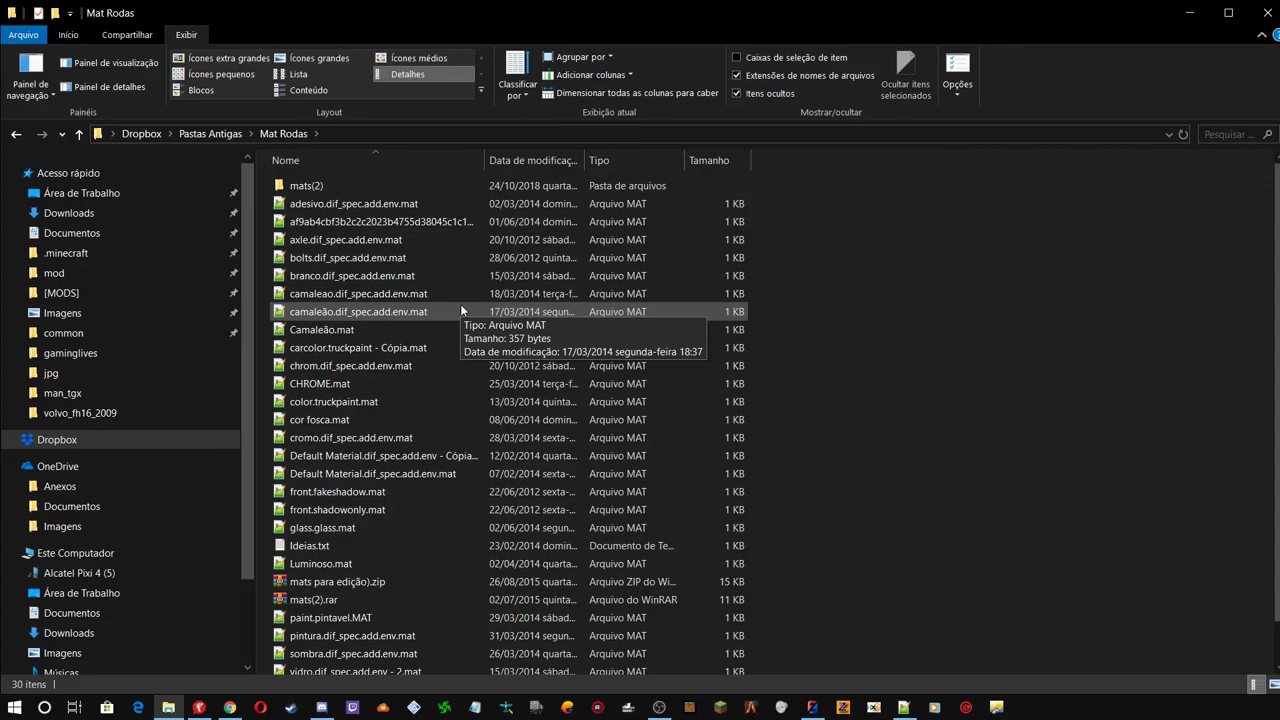 Mat Rodas
Arquivo Início Compartilhar Exibir
Painel de navegação
Painel de visualização
Painel de detalhes
Painéis
Ícones extra grandes Ícones grandes Ícones médios
Ícones pequenos Lista Detalhes
Blocos Conteúdo
Layout
Classificar por
Agrupar por
Adicionar colunas
Dimensionar todas as colunas para caber
Exibição atual
Caixas de seleção de item
Extensões de nomes de arquivos
Itens ocultos
Ocultar itens selecionados
Mostrar/ocultar
Opções
Dropbox Pastas Antigas Mat Rodas
Pesquisar ...
Acesso rápido
Área de Trabalho
Downloads
Documentos
.minecraft
mod
[MODS]
Imagens
common
gaminglives
jpg
man_tgx
volvo_fh16_2009
Dropbox
OneDrive
Anexos
Documentos
Imagens
Este Computador
Alcatel Pixi 4 (5)
Área de Trabalho
Documentos
Downloads
Imagens
Músicas
Nome Data de modificaç... Tipo Tamanho
mats(2) 24/10/2018 quarta... Pasta de arquivos
adesivo.dif_spec.add.env.mat 02/03/2014 domin... Arquivo MAT 1 KB
af9ab4cbf3b2c2c2023b4755d38045c1c1... 01/06/2014 domin... Arquivo MAT 1 KB
axle.dif_spec.add.env.mat 20/10/2012 sábad... Arquivo MAT 1 KB
bolts.dif_spec.add.env.mat 28/06/2012 quinta... Arquivo MAT 1 KB
branco.dif_spec.add.env.mat 15/03/2014 sábad... Arquivo MAT 1 KB
camaleao.dif_spec.add.env.mat 18/03/2014 terça-f... Arquivo MAT 1 KB
camaleão.dif_spec.add.env.mat 17/03/2014 segun... Arquivo MAT 1 KB
Camaleão.mat 1 KB
carcolor.truckpaint - Cópia.mat 1 KB
Tipo: Arquivo MAT
Tamanho: 357 bytes
Data de modificação: 17/03/2014 segunda-feira 18:37
chrom.dif_spec.add.env.mat 20/10/2012 sábad... Arquivo MAT 1 KB
CHROME.mat 25/03/2014 terça-f... Arquivo MAT 1 KB
color.truckpaint.mat 13/03/2014 quinta... Arquivo MAT 1 KB
cor fosca.mat 08/06/2014 domin... Arquivo MAT 1 KB
cromo.dif_spec.add.env.mat 28/03/2014 sexta-... Arquivo MAT 1 KB
Default Material.dif_spec.add.env - Cópia... 12/02/2014 quarta... Arquivo MAT 1 KB
Default Material.dif_spec.add.env.mat 07/02/2014 sexta-... Arquivo MAT 1 KB
front.fakeshadow.mat 22/06/2012 sexta-... Arquivo MAT 1 KB
front.shadowonly.mat 22/06/2012 sexta-... Arquivo MAT 1 KB
glass.glass.mat 02/06/2014 segun... Arquivo MAT 1 KB
Ideias.txt 23/02/2014 domin... Documento de Te... 1 KB
Luminoso.mat 02/04/2014 quarta... Arquivo MAT 1 KB
mats para edição).zip 26/08/2015 quarta... Arquivo ZIP do Wi... 15 KB
mats(2).rar 02/07/2015 quinta... Arquivo do WinRAR 11 KB
paint.pintavel.MAT 29/03/2014 sábad... Arquivo MAT 1 KB
pintura.dif_spec.add.env.mat 31/03/2014 segun... Arquivo MAT 1 KB
sombra.dif_spec.add.env.mat 20/10/2012 sábad... Arquivo MAT 1 KB
vidro.dif_spec.add.env - 2.mat 15/03/2014 sábad... Arquivo MAT 1 KB
30 itens